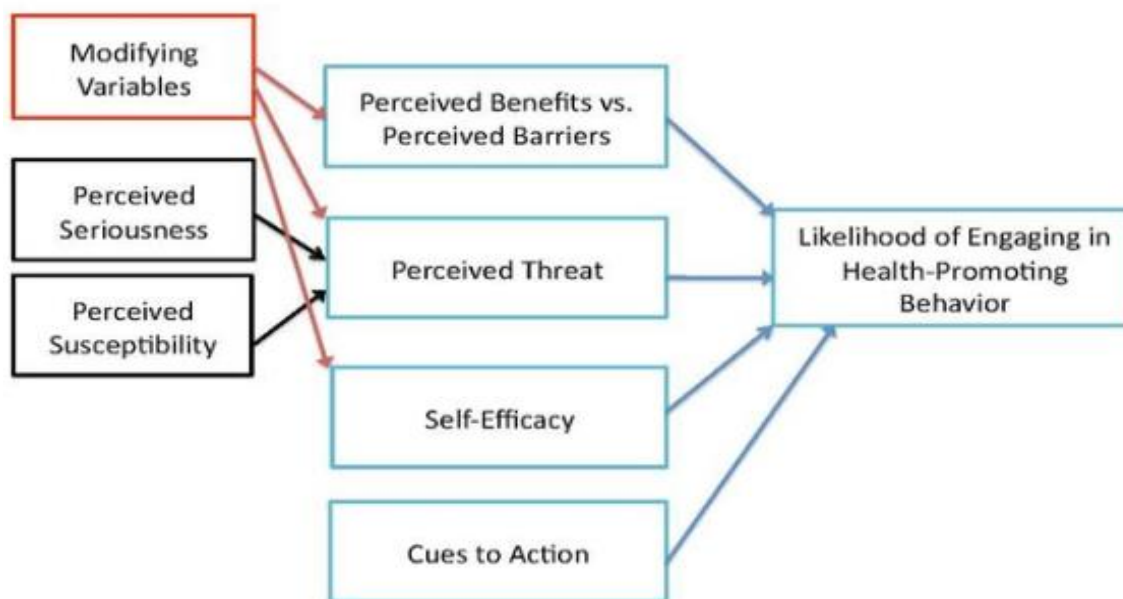 Modifying
Variables
Perceived Benefits vs.
Perceived Barriers
Perceived
Seriousness
Perceived Threat
Likelihood of Engaging in
Health-Promoting
Behavior
Perceived
Susceptibility
Self-Efficacy
Cues to Action